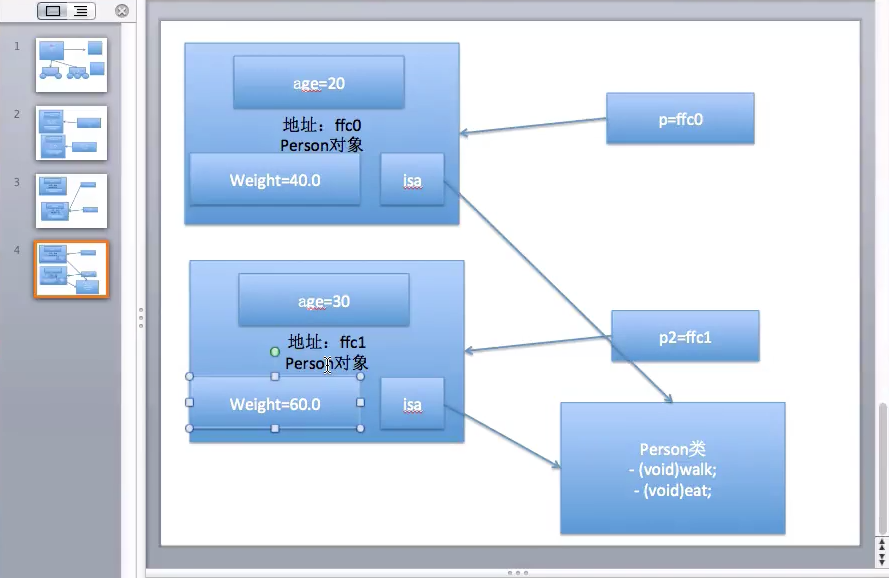 1
2
3
4
age=20
地址：ffc0
Person对象
Weight=40.0
isa
p=ffc0
age=30
地址：ffc1
Person对象
Weight=60.0
isa
p2=ffc1
Person类
- (void)walk;
- (void)eat;